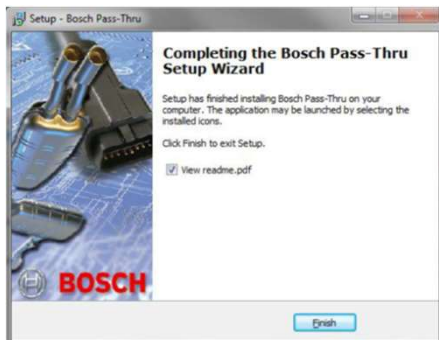 Setup - Bosch Pass-Thru
Completing the Bosch Pass-Thru
Setup Wizard
Setup has finished installing Bosch Pass-Thru on your
computer. The application may be launched by selecting the
installed icons.
Click Finish to exit Setup.
View readme.pdf
BOSCH
Finish